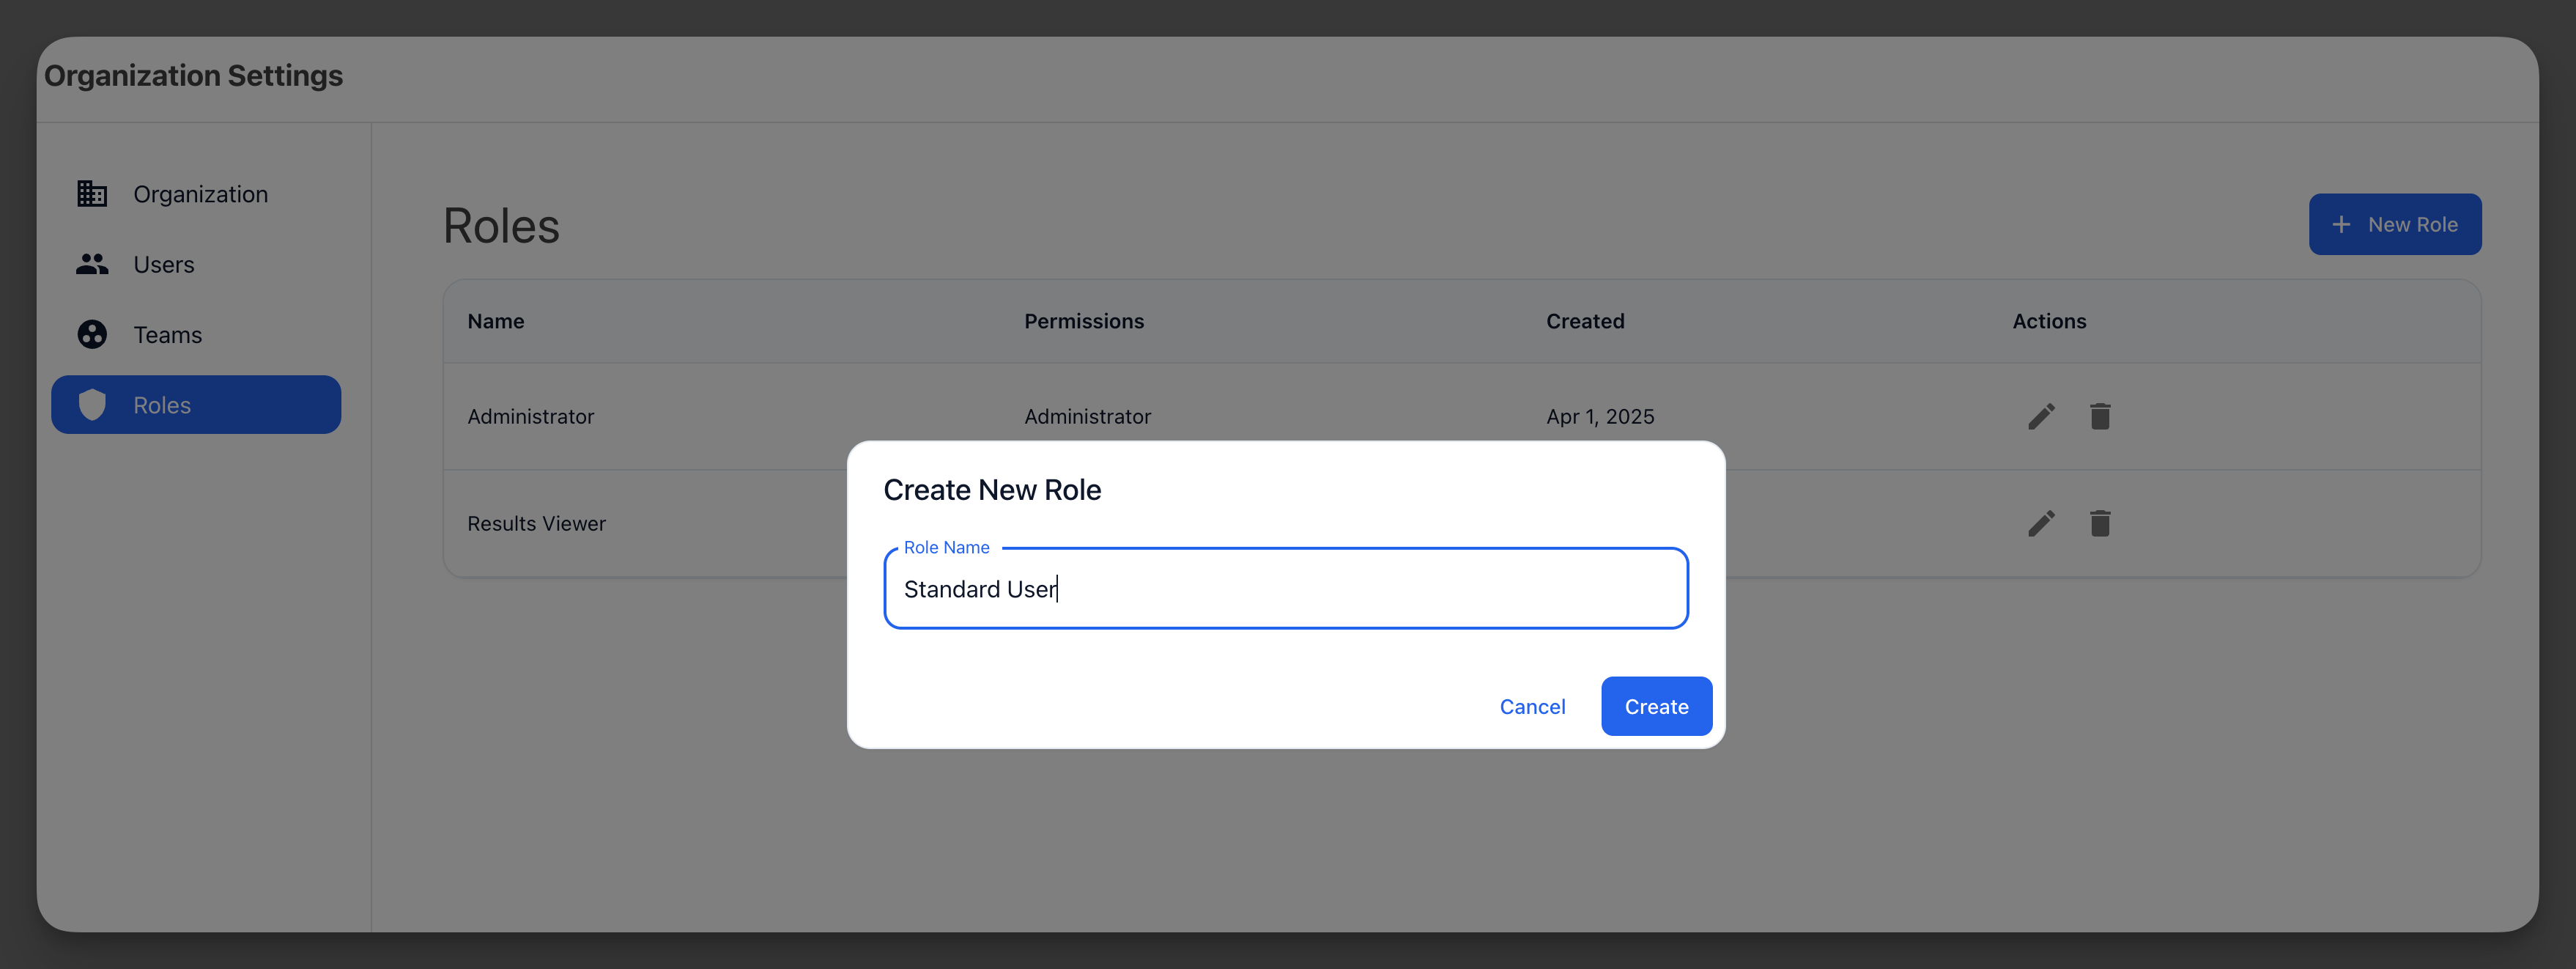 Organization Settings
Organization
Users
Teams
Roles
Roles
+ New Role
Name Permissions Created Actions
Administrator Administrator Apr 1, 2025
Results Viewer
Create New Role
Role Name
Standard User
Cancel Create